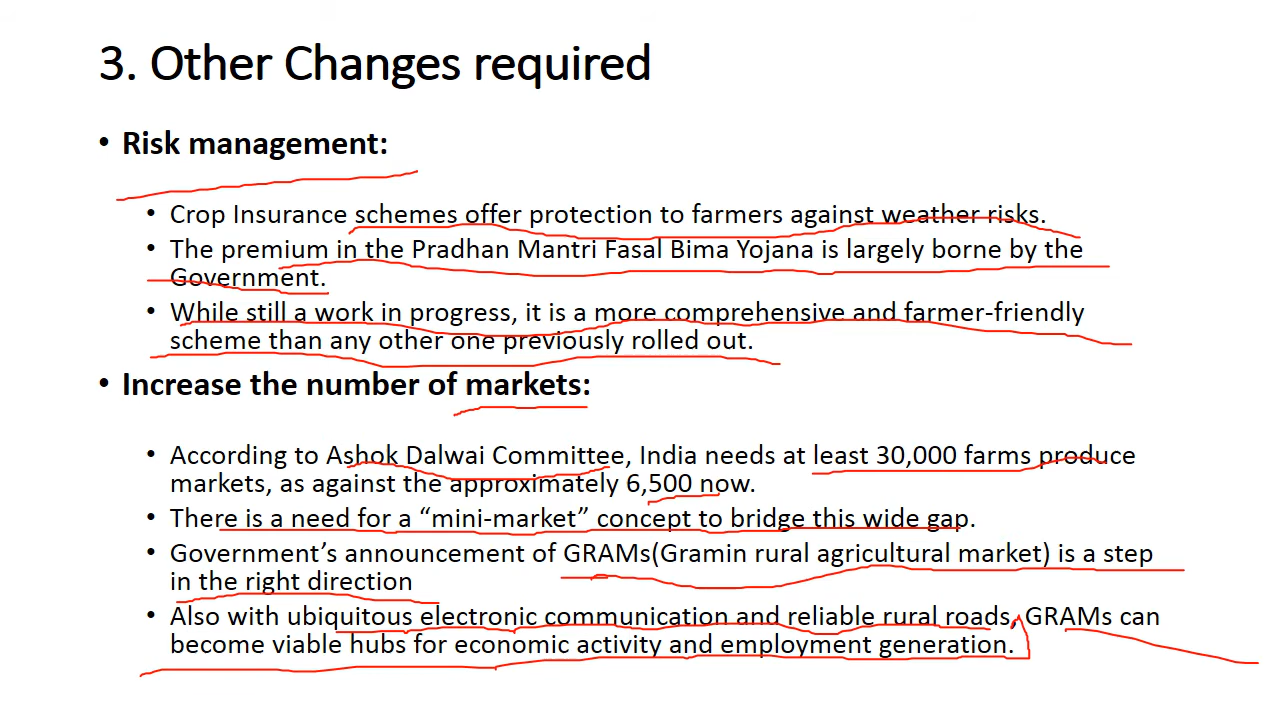 3. Other Changes required
• Risk management:
• Crop Insurance schemes offer protection to farmers against weather risks.
• The premium in the Pradhan Mantri Fasal Bima Yojana is largely borne by the
Government.
• While still a work in progress, it is a more comprehensive and farmer-friendly
scheme than any other one previously rolled out.
• Increase the number of markets:
• According to Ashok Dalwai Committee, India needs at least 30,000 farms produce
markets, as against the approximately 6,500 now.
• There is a need for a “mini-market” concept to bridge this wide gap.
• Government’s announcement of GRAMs(Gramin rural agricultural market) is a step
in the right direction
• Also with ubiquitous electronic communication and reliable rural roads, GRAMs can
become viable hubs for economic activity and employment generation.